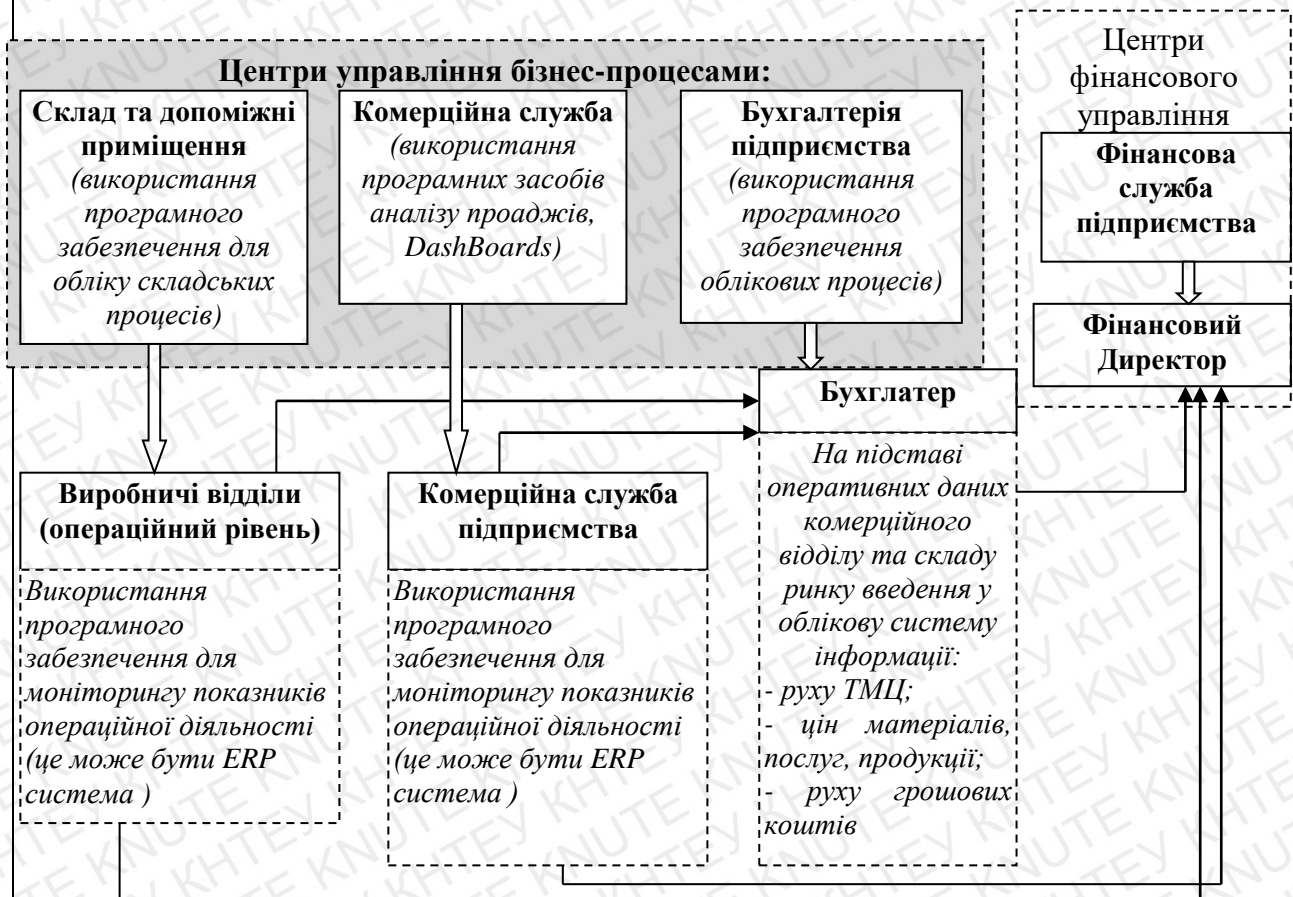 Центри управління бізнес-процесами:
Склад та допоміжні
приміщення
(використання
програмного
забезпечення для
обліку складських
процесів)
Комерційна служба
(використання
програмних засобів
аналізу проаджів,
DashBoards)
Бухгалтерія
підприємства
(використання
програмного
забезпечення
облікових процесів)
Центри
фінансового
управління
Фінансова
служба
підприємства
Фінансовий
Директор
Бухглатер
На підставі
оперативних даних
комерційного
відділу та складу
ринку введення у
облікову систему
інформації:
- руху ТМЦ;
- цін матеріалів,
послуг, продукції;
- руху грошових
коштів
Виробничі відділи
(операційний рівень)
Використання
програмного
забезпечення для
моніторингу показників
операційної діяльності
(це може бути ERP
система )
Комерційна служба
підприємства
Використання
програмного
забезпечення для
моніторингу показників
операційної діяльності
(це може бути ERP
система )